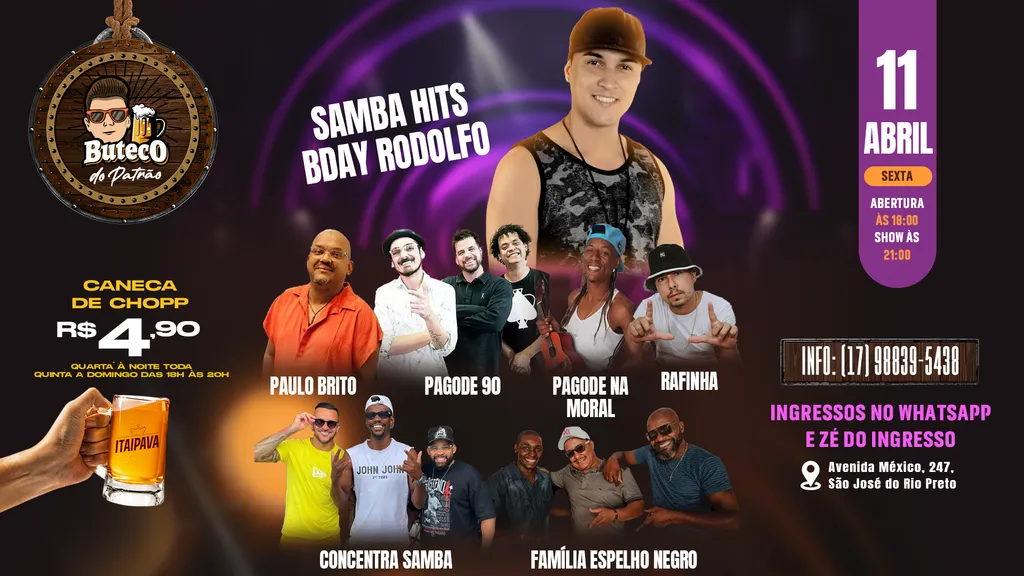 ButecO
do Patrão
SAMBA HITS
BDAY RODOLFO
11
ABRIL
SEXTA
ABERTURA
ÀS 18:00
SHOW ÀS
21:00
CANECA
DE CHOPP
R$ 4,90
QUARTA À NOITE TODA
QUINTA A DOMINGO DAS 18H ÀS 20H
ITAIPAVA
PAULO BRITO
PAGODE 90
PAGODE NA
MORAL
RAFINHA
JOHN JOHN
CONCENTRA SAMBA
FAMÍLIA ESPELHO NEGRO
INFO: (17) 98839-5438
INGRESSOS NO WHATSAPP
E ZÉ DO INGRESSO
Avenida México, 247,
São José do Rio Preto